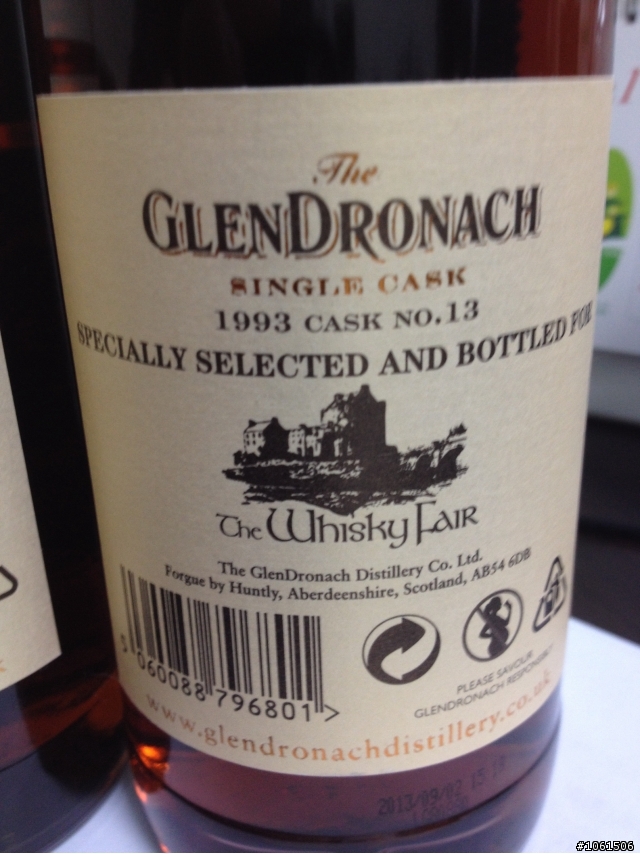 The
GLENDRONACH
SINGLE CASK
1993 CASK NO.13
SPECIALLY SELECTED AND BOTTLED FOR
The Whisky Fair
The GlenDronach Distillery Co. Ltd.
Forgue by Huntly, Aberdeenshire, Scotland, AB54 6DB
5 060088 796801 >
PLEASE SAVOUR
GLENDRONACH RESPONSIBLY
www.glendronachdistillery.co.uk
2013/09/02
#1061506